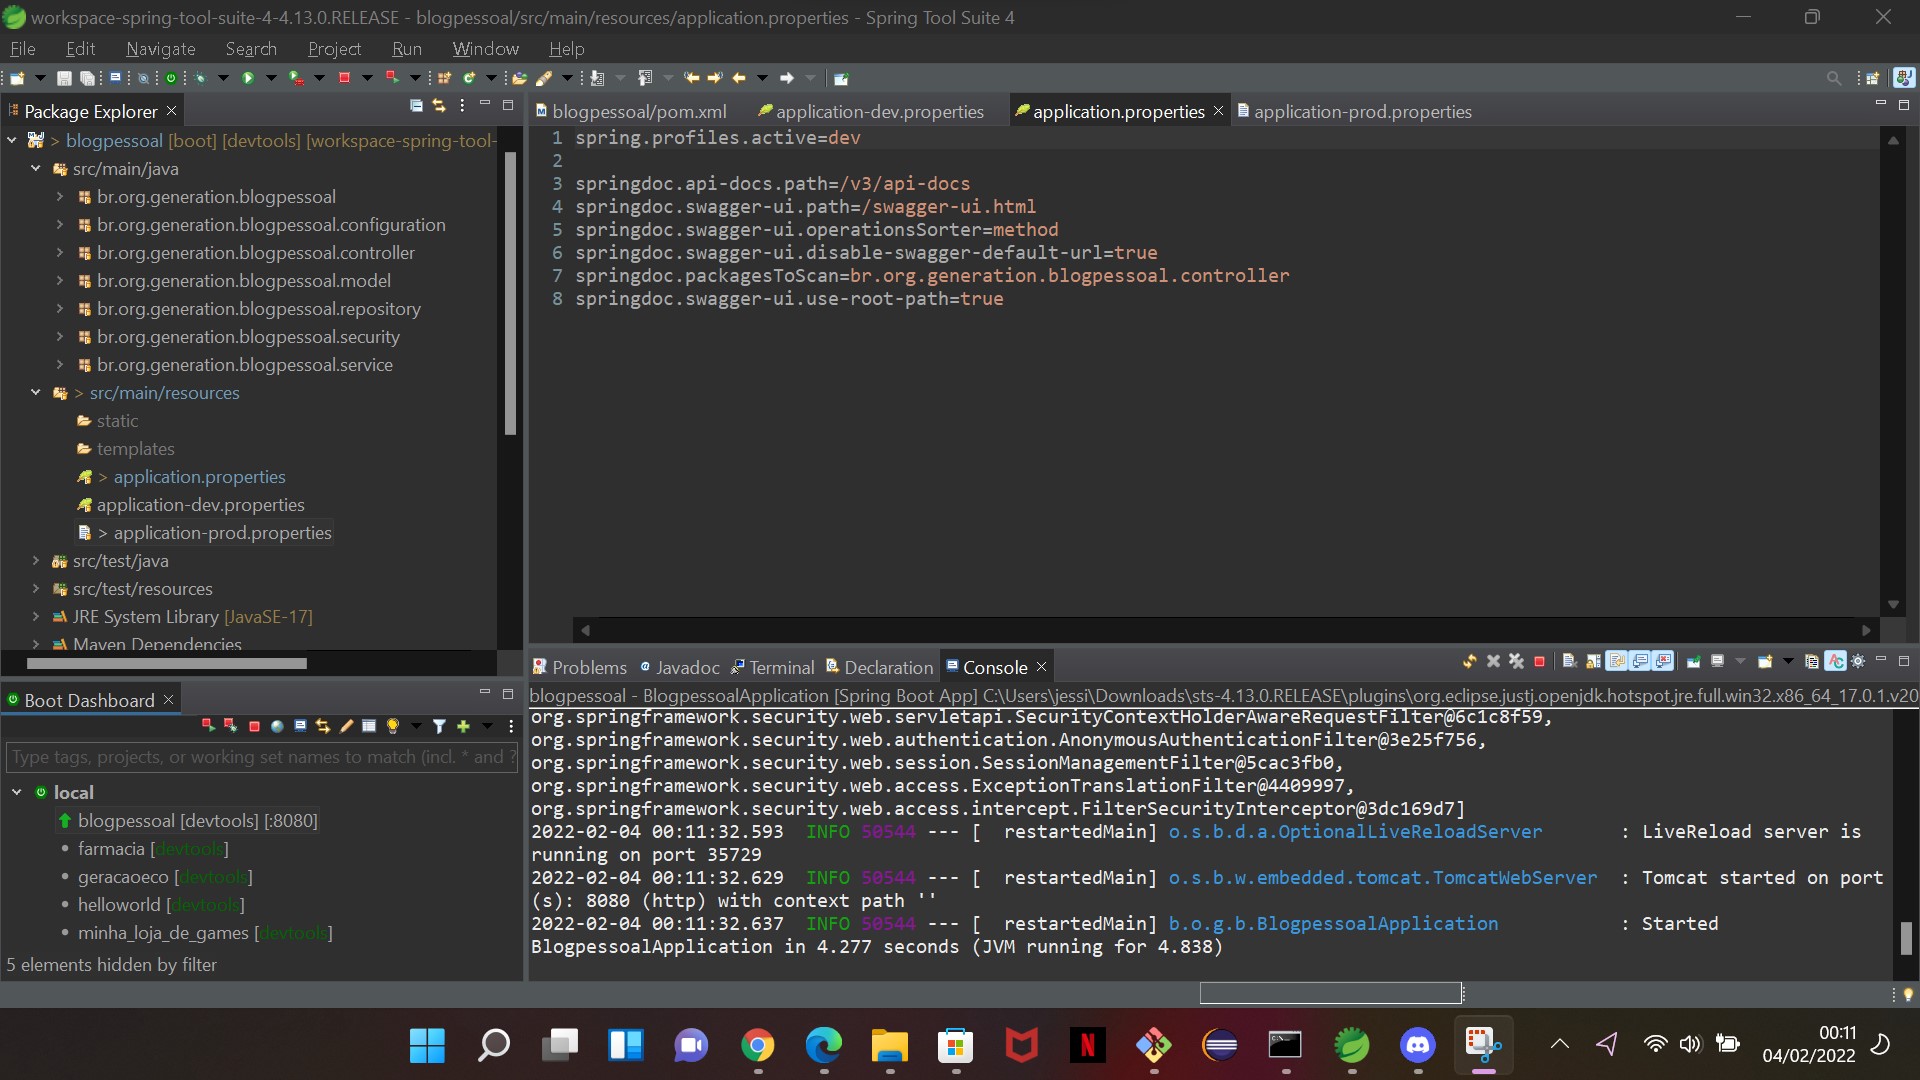 workspace-spring-tool-suite-4-4.13.0.RELEASE - blogpessoal/src/main/resources/application.properties - Spring Tool Suite 4
File Edit Navigate Search Project Run Window Help
Package Explorer
> blogpessoal [boot] [devtools] [workspace-spring-tool-
src/main/java
br.org.generation.blogpessoal
br.org.generation.blogpessoal.configuration
br.org.generation.blogpessoal.controller
br.org.generation.blogpessoal.model
br.org.generation.blogpessoal.repository
br.org.generation.blogpessoal.security
br.org.generation.blogpessoal.service
> src/main/resources
static
templates
> application.properties
application-dev.properties
> application-prod.properties
src/test/java
src/test/resources
JRE System Library [JavaSE-17]
Maven Dependencies
Boot Dashboard
Type tags, projects, or working set names to match (incl. * and ?
local
blogpessoal [devtools] [:8080]
farmacia [devtools]
geracaoeco [devtools]
helloworld [devtools]
minha_loja_de_games [devtools]
5 elements hidden by filter
blogpessoal/pom.xml application-dev.properties application.properties application-prod.properties
1 spring.profiles.active=dev
2
3 springdoc.api-docs.path=/v3/api-docs
4 springdoc.swagger-ui.path=/swagger-ui.html
5 springdoc.swagger-ui.operationsSorter=method
6 springdoc.swagger-ui.disable-swagger-default-url=true
7 springdoc.packagesToScan=br.org.generation.blogpessoal.controller
8 springdoc.swagger-ui.use-root-path=true
Problems Javadoc Terminal Declaration Console
blogpessoal - BlogpessoalApplication [Spring Boot App] C:\Users\jessi\Downloads\sts-4.13.0.RELEASE\plugins\org.eclipse.justj.openjdk.hotspot.jre.full.win32.x86_64_17.0.1.v20
org.springframework.security.web.servletapi.SecurityContextHolderAwareRequestFilter@6c1c8f59,
org.springframework.security.web.authentication.AnonymousAuthenticationFilter@3e25f756,
org.springframework.security.web.session.SessionManagementFilter@5cac3fb0,
org.springframework.security.web.access.ExceptionTranslationFilter@4409997,
org.springframework.security.web.access.intercept.FilterSecurityInterceptor@3dc169d7]
2022-02-04 00:11:32.593 INFO 50544 --- [ restartedMain] o.s.b.d.a.OptionalLiveReloadServer : LiveReload server is
running on port 35729
2022-02-04 00:11:32.629 INFO 50544 --- [ restartedMain] o.s.b.w.embedded.tomcat.TomcatWebServer : Tomcat started on port
(s): 8080 (http) with context path ''
2022-02-04 00:11:32.637 INFO 50544 --- [ restartedMain] b.o.g.b.BlogpessoalApplication : Started
BlogpessoalApplication in 4.277 seconds (JVM running for 4.838)
00:11
04/02/2022